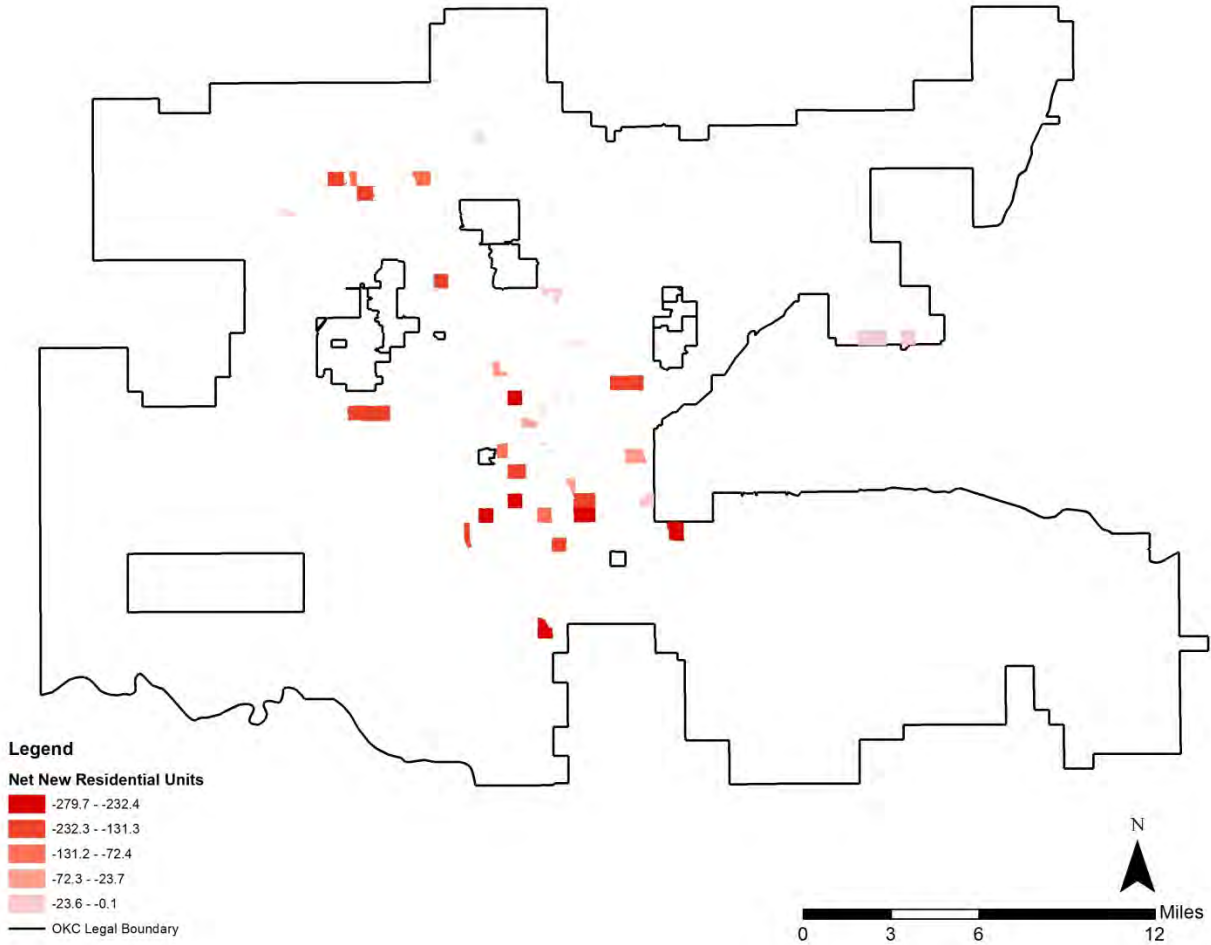 Legend
Net New Residential Units
-279.7 - -232.4
-232.3 - -131.3
-131.2 - -72.4
-72.3 - -23.7
-23.6 - -0.1
OKC Legal Boundary
N
Miles
0 3 6 12